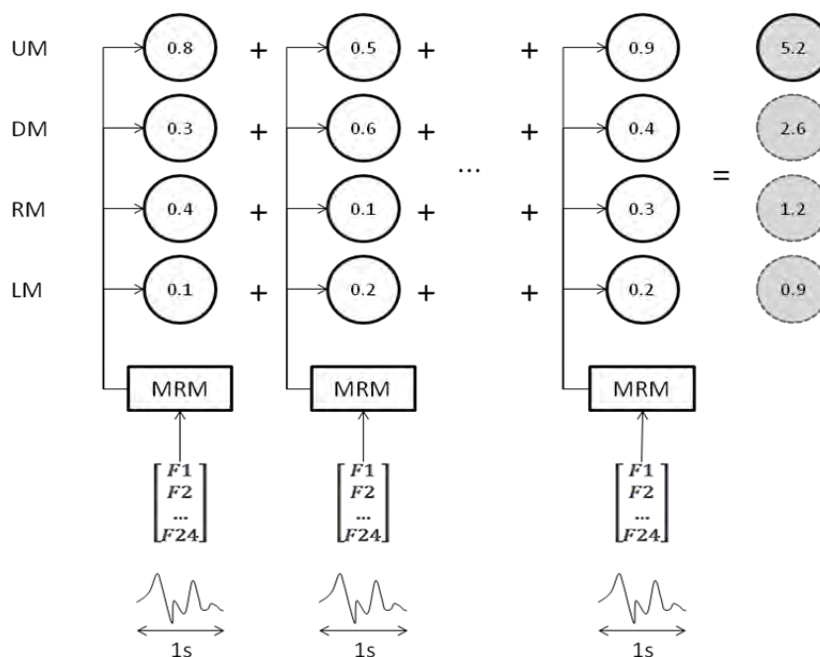 UM 0.8 + 0.5 + + 0.9 5.2
DM 0.3 + 0.6 + + 0.4 2.6
... =
RM 0.4 + 0.1 + + 0.3 1.2
LM 0.1 + 0.2 + + 0.2 0.9
MRM MRM MRM
F1 F1 F1
F2 F2 F2
... ... ...
F24 F24 F24
1s 1s 1s